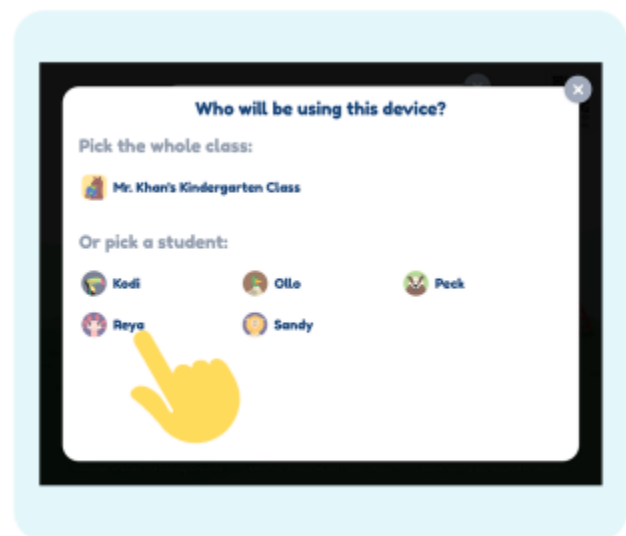 Who will be using this device?
Pick the whole class:
Mr. Khan's Kindergarten Class
Or pick a student:
Kodi Ollo Peck
Reya Sandy